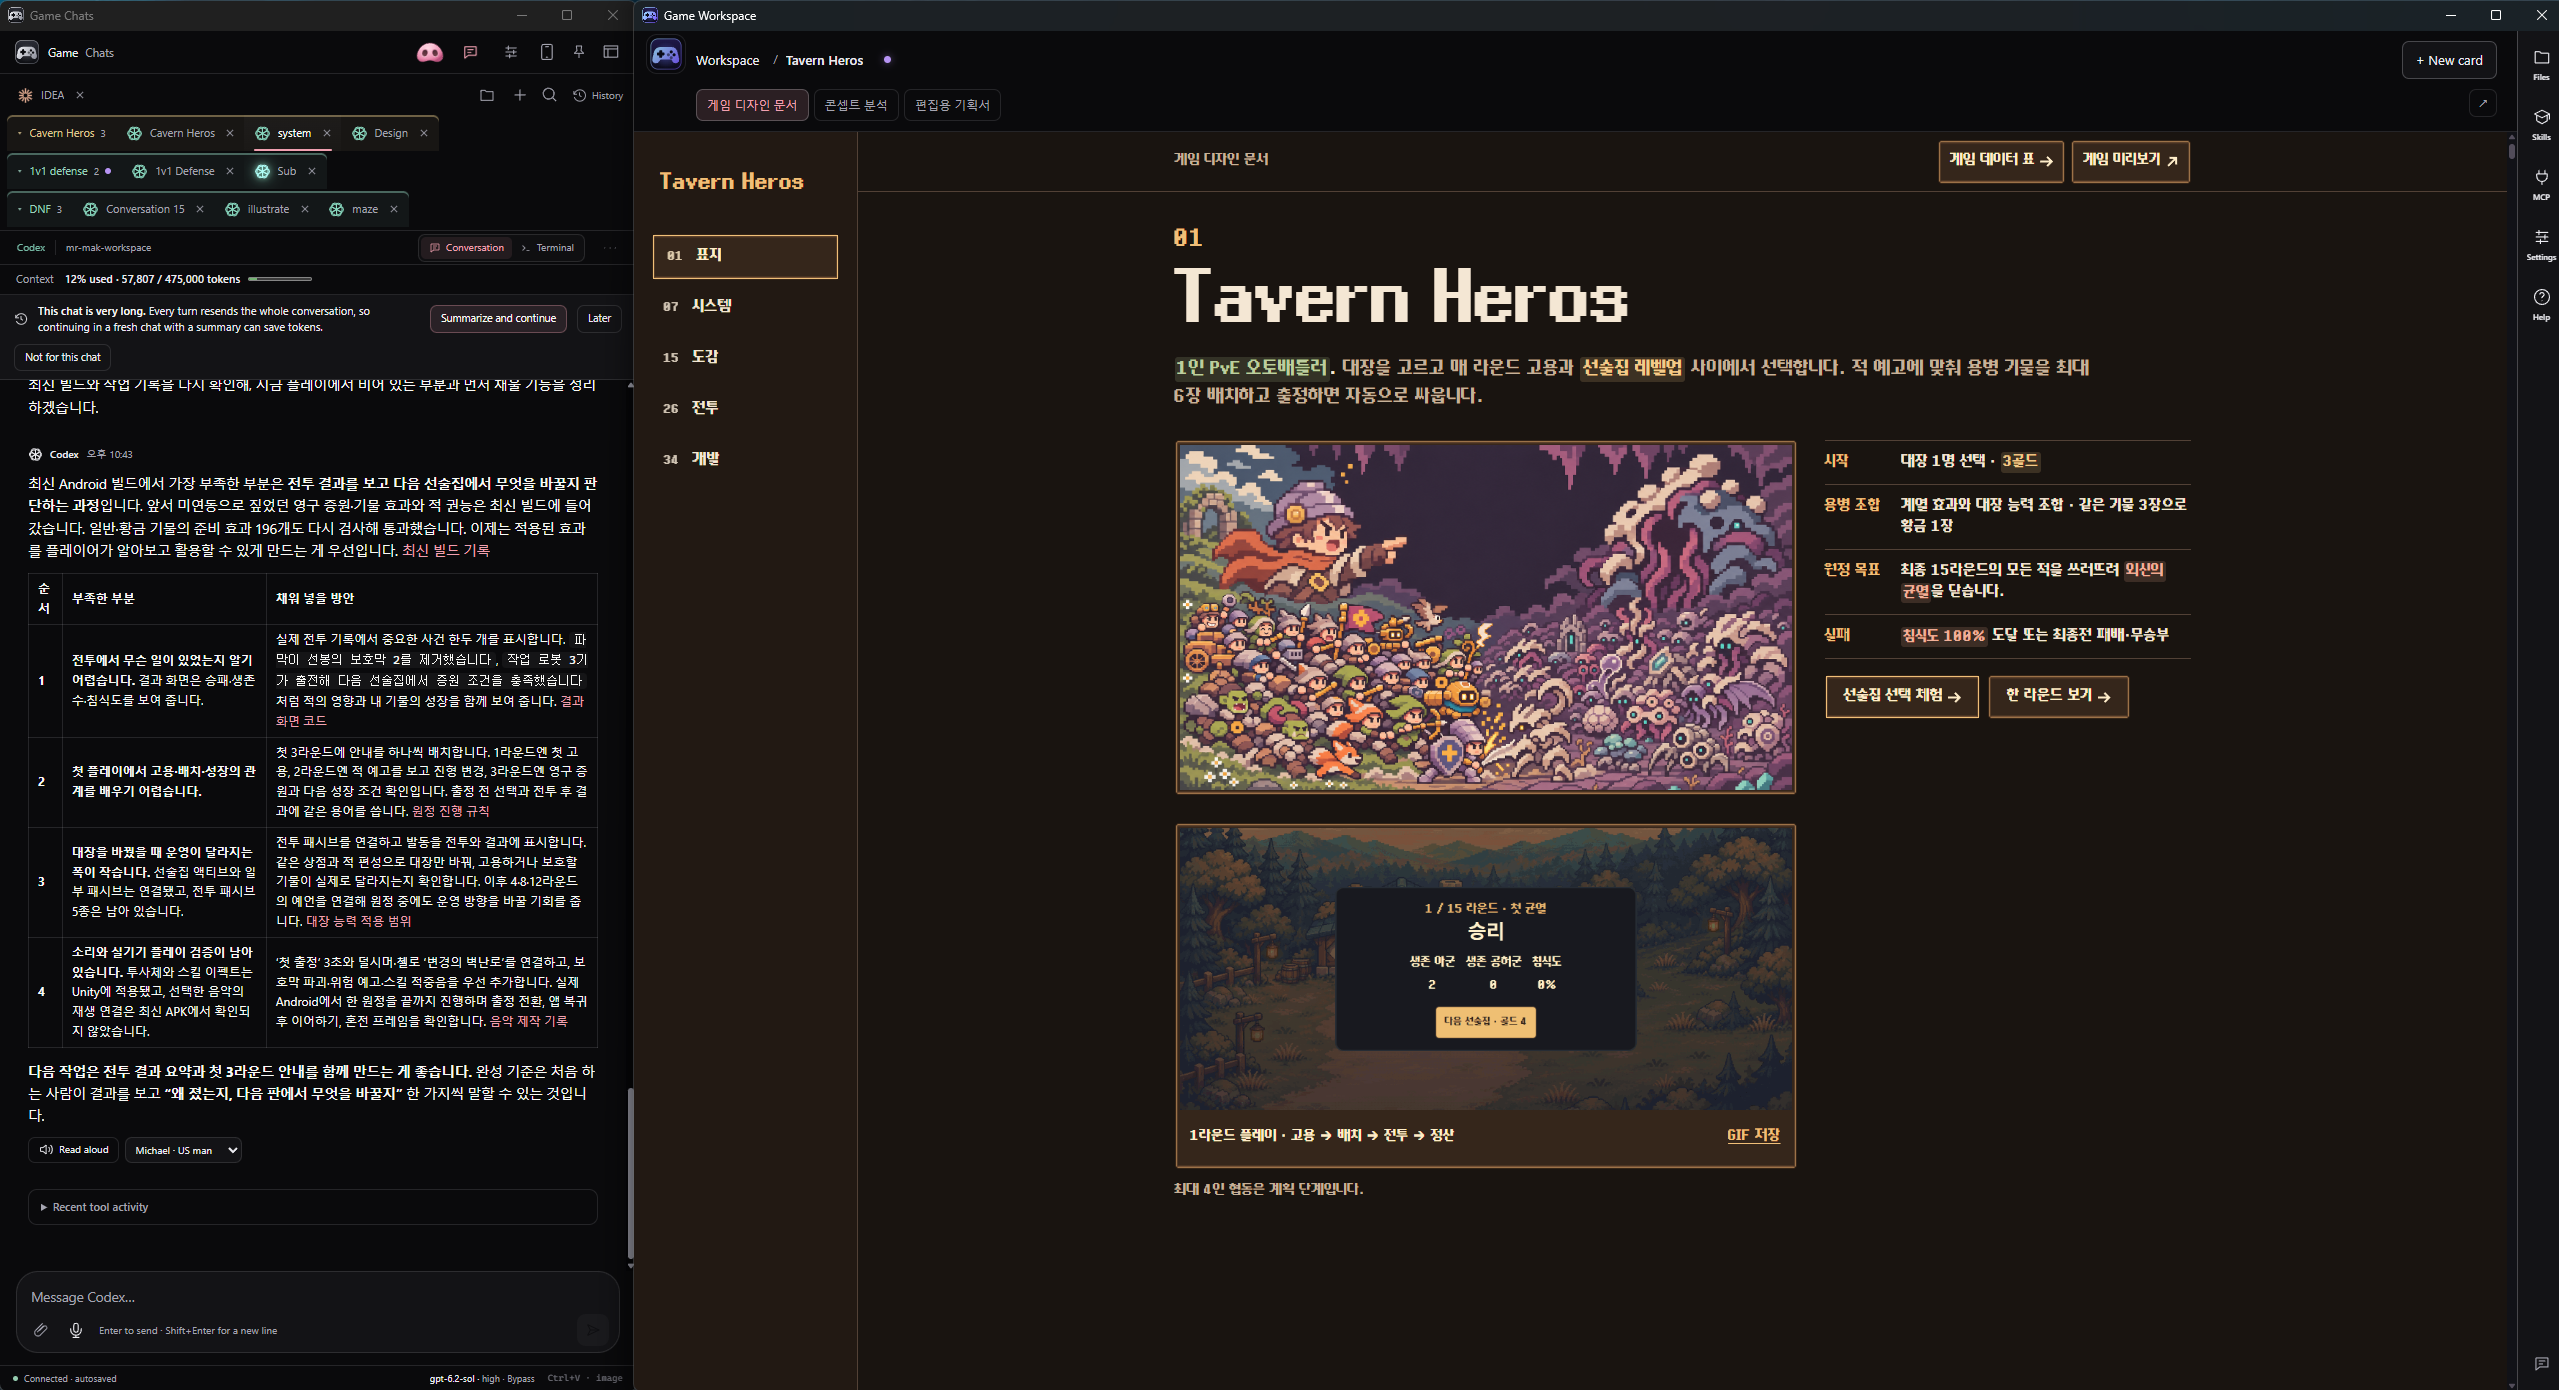 Game Chats
Game Chats
IDEA
History
Cavern Heros 3
Cavern Heros
system
Design
1v1 defense 2
1v1 Defense
Sub
DNF 3
Conversation 15
illustrate
maze
Codex
mr-mak-workspace
Conversation
Terminal
Context 12% used · 57,807 / 475,000 tokens
This chat is very long. Every turn resends the whole conversation, so
continuing in a fresh chat with a summary can save tokens.
Summarize and continue
Later
Not for this chat
최신 빌드와 작업 기록을 다시 확인해, 지금 플레이에서 비어 있는 부분과 먼저 채울 기능을 정리
하겠습니다.
Codex 오후 10:43
최신 Android 빌드에서 가장 부족한 부분은 전투 결과를 보고 다음 선술집에서 무엇을 바꿀지 판
단하는 과정입니다. 앞서 미연동으로 짚었던 영구 증원·기물 효과와 적 권능은 최신 빌드에 들어
갔습니다. 일반·황금 기물의 준비 효과 196개도 다시 검사해 통과했습니다. 이제는 적용된 효과
를 플레이어가 알아보고 활용할 수 있게 만드는 게 우선입니다. 최신 빌드 기록
순
서
부족한 부분
채워 넣을 방안
1
전투에서 무슨 일이 있었는지 알기
어렵습니다. 결과 화면은 승패·생존
수·침식도를 보여 줍니다.
실제 전투 기록에서 중요한 사건 한두 개를 표시합니다. 파
막이 선봉의 보호막 2를 제거했습니다, 작업 로봇 3기
가 출전해 다음 선술집에서 증원 조건을 충족했습니다
처럼 적의 영향과 내 기물의 성장을 함께 보여 줍니다. 결과
화면 코드
2
첫 플레이에서 고용·배치·성장의 관
계를 배우기 어렵습니다.
첫 3라운드에 안내를 하나씩 배치합니다. 1라운드엔 첫 고
용, 2라운드엔 적 예고를 보고 진형 변경, 3라운드엔 영구 증
원과 다음 성장 조건 확인입니다. 출정 전 선택과 전투 후 결
과에 같은 용어를 씁니다. 원정 진행 규칙
3
대장을 바꿨을 때 운영이 달라지는
폭이 작습니다. 선술집 액티브와 일
부 패시브는 연결됐고, 전투 패시브
5종은 남아 있습니다.
전투 패시브를 연결하고 발동을 전투와 결과에 표시합니다.
같은 상점과 적 편성으로 대장만 바꿔, 고용하거나 보호할
기물이 실제로 달라지는지 확인합니다. 이후 4·8·12라운드
의 예언을 연결해 원정 중에도 운영 방향을 바꿀 기회를 줍
니다. 대장 능력 적용 범위
4
소리와 실기기 플레이 검증이 남아
있습니다. 투사체와 스킬 이펙트는
Unity에 적용됐고, 선택한 음악의
재생 연결은 최신 APK에서 확인되
지 않았습니다.
‘첫 출정’ 3초와 덜시머·첼로 ‘변경의 벽난로’를 연결하고, 보
호막 파괴·위험 예고·스킬 적중음을 우선 추가합니다. 실제
Android에서 한 원정을 끝까지 진행하며 출정 전환, 앱 복귀
후 이어하기, 혼전 프레임을 확인합니다. 음악 제작 기록
다음 작업은 전투 결과 요약과 첫 3라운드 안내를 함께 만드는 게 좋습니다. 완성 기준은 처음 하
는 사람이 결과를 보고 “왜 졌는지, 다음 판에서 무엇을 바꿀지” 한 가지씩 말할 수 있는 것입니
다.
Read aloud
Michael · US man
Recent tool activity
Message Codex...
Enter to send · Shift+Enter for a new line
Connected · autosaved
gpt-6.2-sol · high · Bypass
Ctrl+V · image
Game Workspace
Workspace / Tavern Heros
+ New card
게임 디자인 문서
콘셉트 분석
편집용 기획서
Files
Skills
MCP
Settings
Help
Tavern Heros
01 표지
07 시스템
15 도감
26 전투
34 개발
게임 디자인 문서
게임 데이터 표 →
게임 미리보기 ↗
01
Tavern Heros
1인 PvE 오토배틀러. 대장을 고르고 매 라운드 고용과 선술집 레벨업 사이에서 선택합니다. 적 예고에 맞춰 용병 기물을 최대
6장 배치하고 출정하면 자동으로 싸웁니다.
시작
대장 1명 선택 · 3골드
용병 조합
계열 효과와 대장 능력 조합 · 같은 기물 3장으로
황금 1장
원정 목표
최종 15라운드의 모든 적을 쓰러뜨려 외신의
균열을 닫습니다.
실패
침식도 100% 도달 또는 최종전 패배·무승부
선술집 선택 체험 →
한 라운드 보기 →
1 / 15 라운드 · 첫 균열
승리
생존 아군 생존 공허군 침식도
2 0 0%
다음 선술집 · 골드 4
1라운드 플레이 · 고용 → 배치 → 전투 → 정산
GIF 저장
최대 4인 협동은 계획 단계입니다.